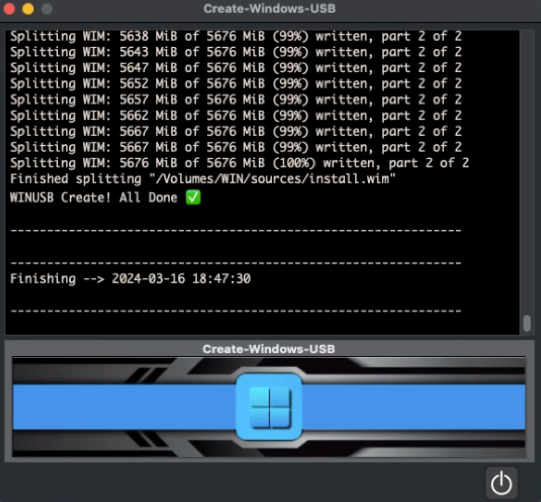 Create-Windows-USB
Splitting WIM: 5638 MiB of 5676 MiB (99%) written, part 2 of 2
Splitting WIM: 5643 MiB of 5676 MiB (99%) written, part 2 of 2
Splitting WIM: 5647 MiB of 5676 MiB (99%) written, part 2 of 2
Splitting WIM: 5652 MiB of 5676 MiB (99%) written, part 2 of 2
Splitting WIM: 5657 MiB of 5676 MiB (99%) written, part 2 of 2
Splitting WIM: 5662 MiB of 5676 MiB (99%) written, part 2 of 2
Splitting WIM: 5667 MiB of 5676 MiB (99%) written, part 2 of 2
Splitting WIM: 5667 MiB of 5676 MiB (99%) written, part 2 of 2
Splitting WIM: 5676 MiB of 5676 MiB (100%) written, part 2 of 2
Finished splitting "/Volumes/WIN/sources/install.wim"
WINUSB Create! All Done ✅
--------------------------------------------------------------
--------------------------------------------------------------
Finishing --> 2024-03-16 18:47:30
--------------------------------------------------------------
Create-Windows-USB